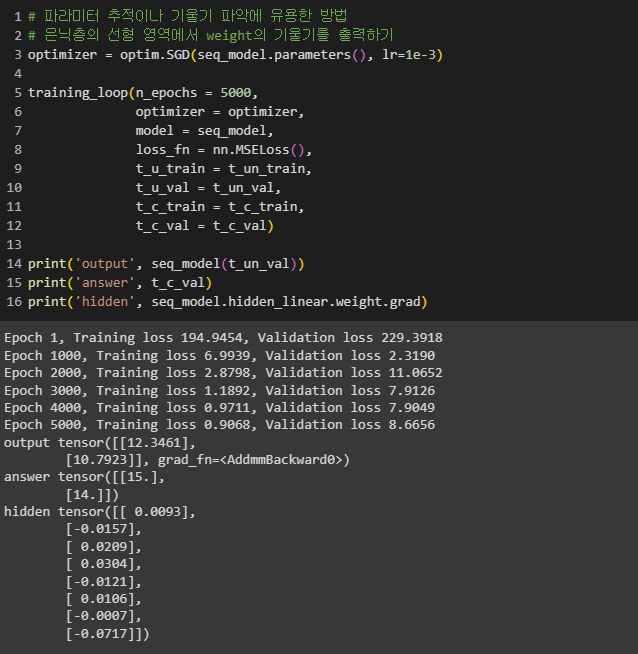 1 # 파라미터 추적이나 기울기 파악에 유용한 방법
2 # 은닉층의 선형 영역에서 weight의 기울기를 출력하기
3 optimizer = optim.SGD(seq_model.parameters(), lr=1e-3)
4
5 training_loop(n_epochs = 5000,
6              optimizer = optimizer,
7              model = seq_model,
8              loss_fn = nn.MSELoss(),
9              t_u_train = t_un_train,
10              t_u_val = t_un_val,
11              t_c_train = t_c_train,
12              t_c_val = t_c_val)
13
14 print('output', seq_model(t_un_val))
15 print('answer', t_c_val)
16 print('hidden', seq_model.hidden_linear.weight.grad)
Epoch 1, Training loss 194.9454, Validation loss 229.3918
Epoch 1000, Training loss 6.9939, Validation loss 2.3190
Epoch 2000, Training loss 2.8798, Validation loss 11.0652
Epoch 3000, Training loss 1.1892, Validation loss 7.9126
Epoch 4000, Training loss 0.9711, Validation loss 7.9049
Epoch 5000, Training loss 0.9068, Validation loss 8.6656
output tensor([[12.3461],
        [10.7923]], grad_fn=<AddmmBackward0>)
answer tensor([[15.],
        [14.]])
hidden tensor([[ 0.0093],
        [-0.0157],
        [ 0.0209],
        [ 0.0304],
        [-0.0121],
        [ 0.0106],
        [-0.0007],
        [-0.0717]])